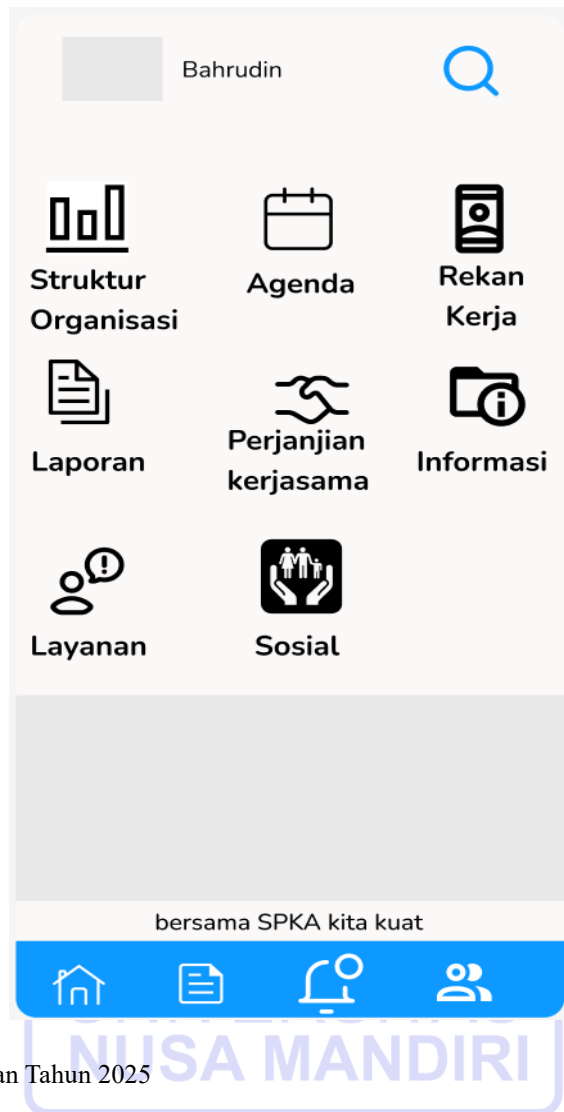 Bahrudin
Struktur
Organisasi
Agenda
Rekan
Kerja
Laporan
Perjanjian
kerjasama
Informasi
Layanan
Sosial
bersama SPKA kita kuat
NUSA MANDIRI
an Tahun 2025